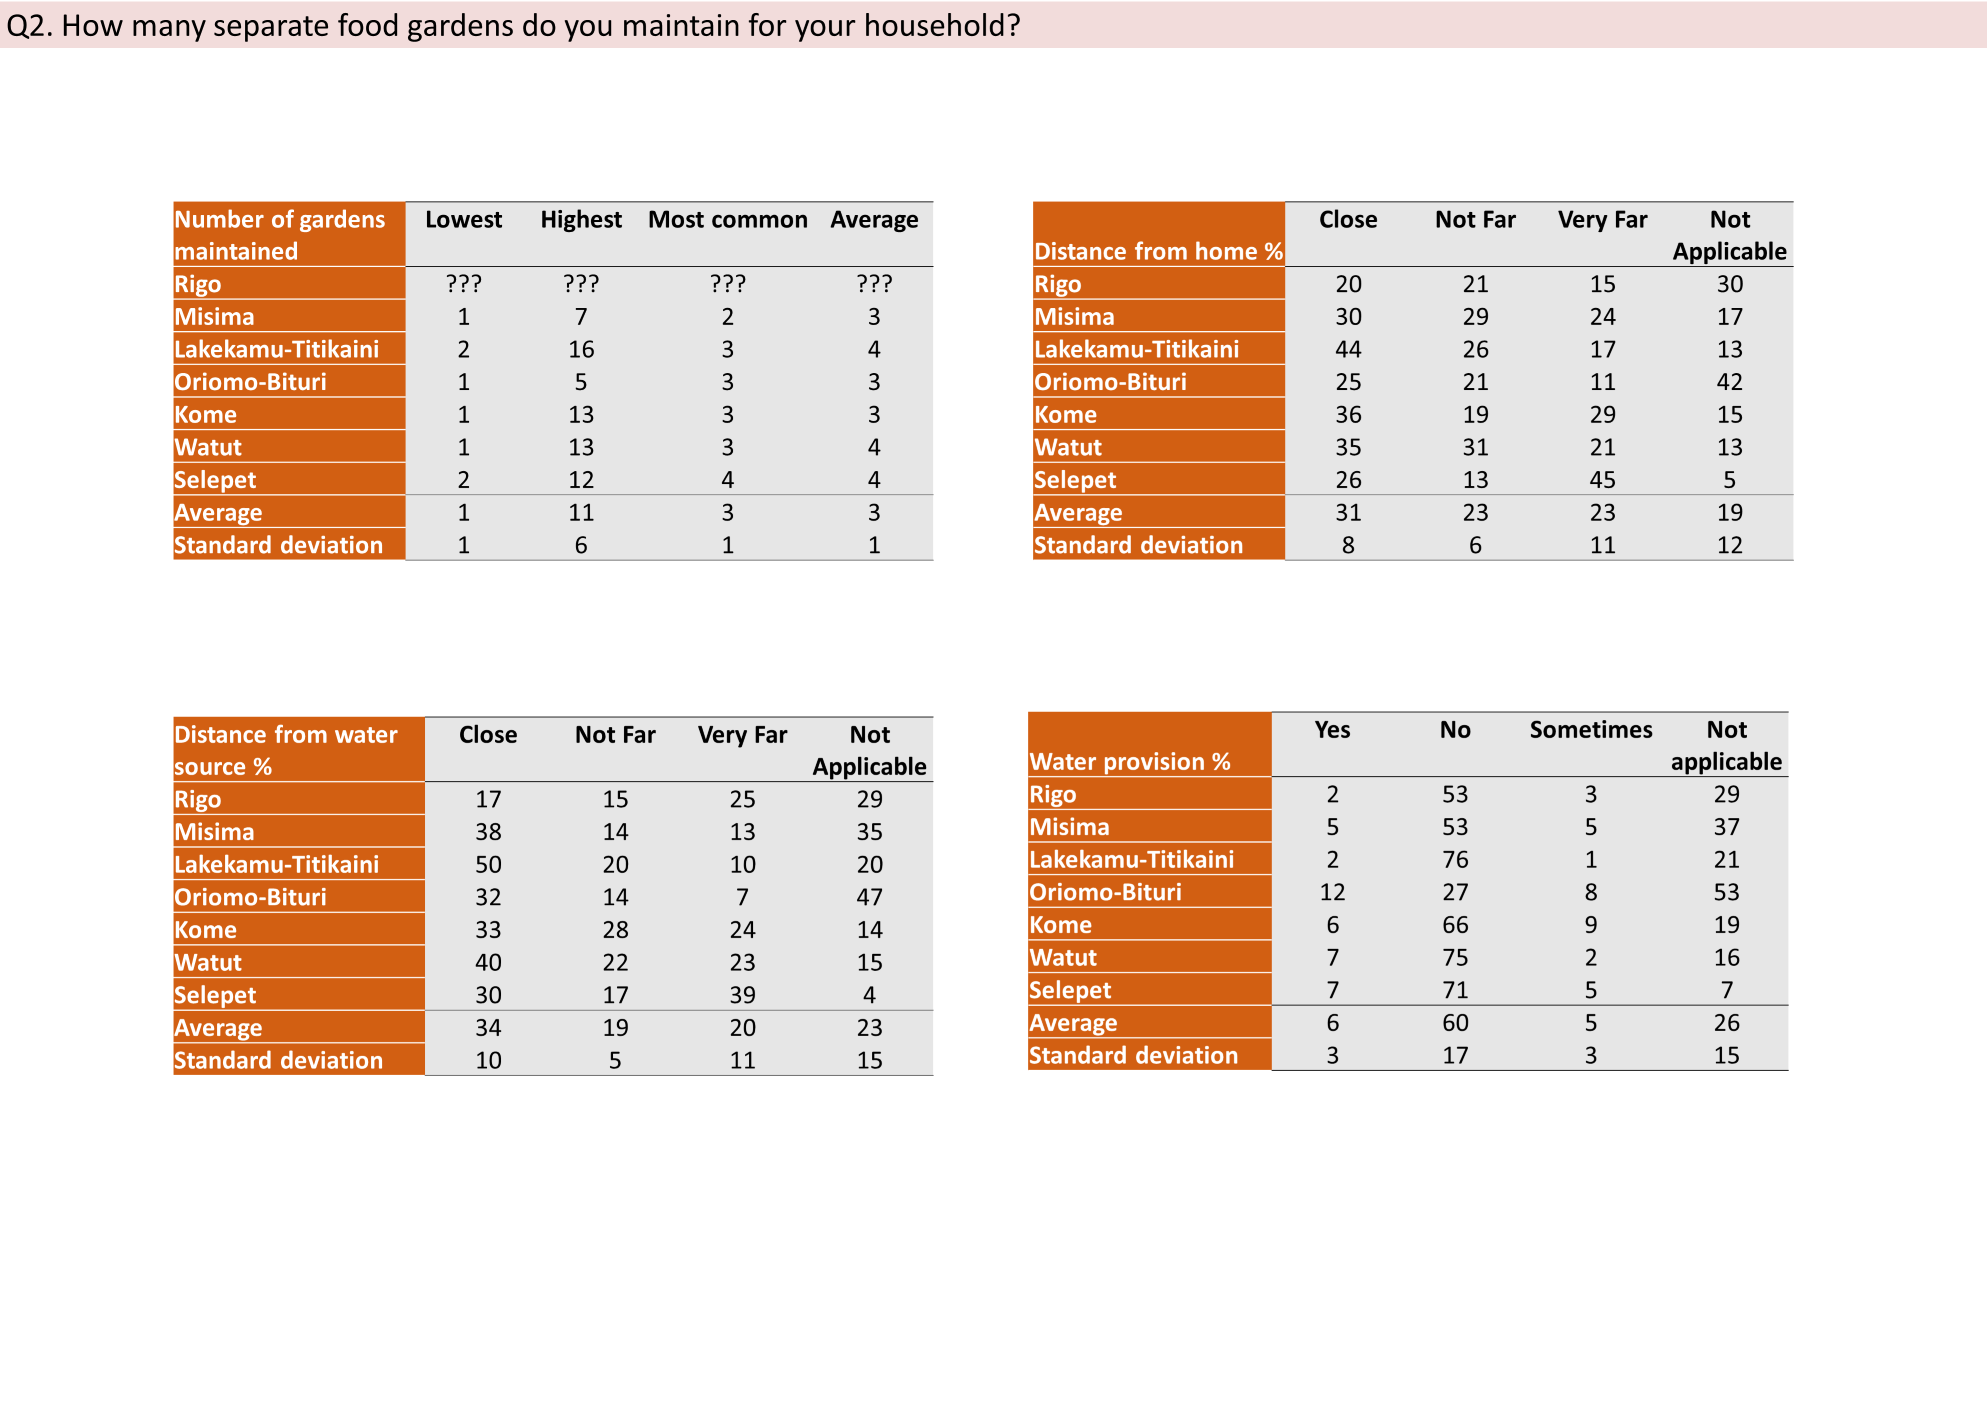 Q2. How many separate food gardens do you maintain for your household?
Number of gardens maintained Lowest Highest Most common Average
Rigo ??? ??? ??? ???
Misima 1 7 2 3
Lakekamu-Titikaini 2 16 3 4
Oriomo-Bituri 1 5 3 3
Kome 1 13 3 3
Watut 1 13 3 4
Selepet 2 12 4 4
Average 1 11 3 3
Standard deviation 1 6 1 1
Distance from home % Close Not Far Very Far Not Applicable
Rigo 20 21 15 30
Misima 30 29 24 17
Lakekamu-Titikaini 44 26 17 13
Oriomo-Bituri 25 21 11 42
Kome 36 19 29 15
Watut 35 31 21 13
Selepet 26 13 45 5
Average 31 23 23 19
Standard deviation 8 6 11 12
Distance from water source % Close Not Far Very Far Not Applicable
Rigo 17 15 25 29
Misima 38 14 13 35
Lakekamu-Titikaini 50 20 10 20
Oriomo-Bituri 32 14 7 47
Kome 33 28 24 14
Watut 40 22 23 15
Selepet 30 17 39 4
Average 34 19 20 23
Standard deviation 10 5 11 15
Water provision % Yes No Sometimes Not applicable
Rigo 2 53 3 29
Misima 5 53 5 37
Lakekamu-Titikaini 2 76 1 21
Oriomo-Bituri 12 27 8 53
Kome 6 66 9 19
Watut 7 75 2 16
Selepet 7 71 5 7
Average 6 60 5 26
Standard deviation 3 17 3 15